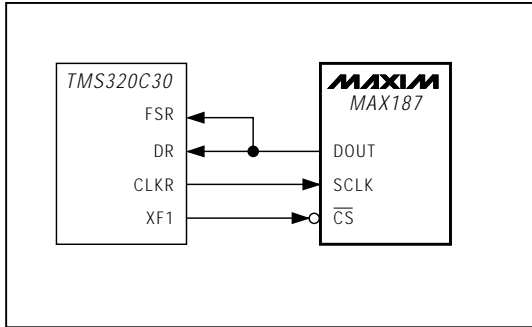 TMS320C30
FSR
DR
CLKR
XF1
MAXIM
MAX187
DOUT
SCLK
CS